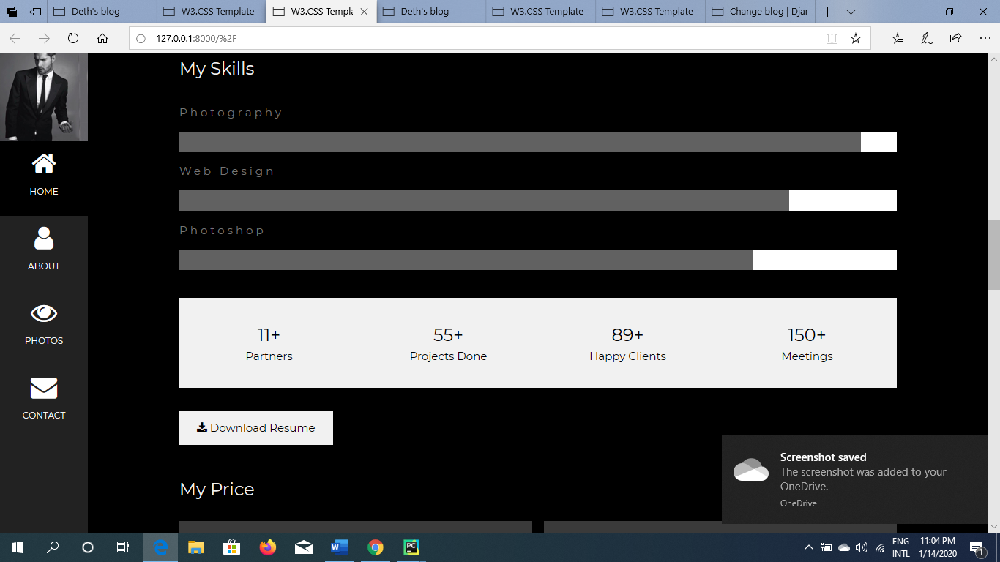 Deth's blog
W3.CSS Template
W3.CSS Templa
Deth's blog
W3.CSS Template
W3.CSS Template
Change blog | Djar
127.0.0.1:8000/%2F
My Skills
Photography
HOME
Web Design
ABOUT
Photoshop
PHOTOS
11+ 55+ 89+ 150+
Partners Projects Done Happy Clients Meetings
CONTACT
Download Resume
My Price
Screenshot saved
The screenshot was added to your
OneDrive.
OneDrive
ENG
INTL
11:04 PM
1/14/2020
1
W
PC